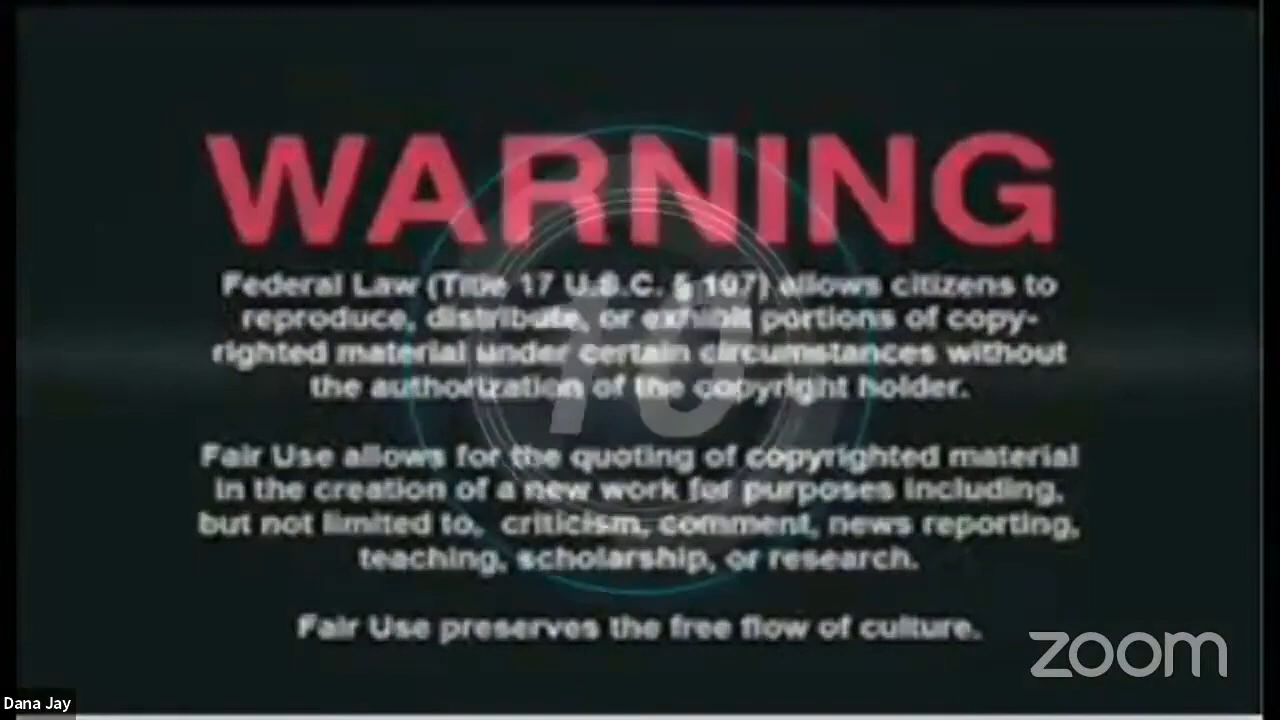 WARNING
Federal Law (Title 17 U.S.C. § 107) allows citizens to
reproduce, distribute, or exhibit portions of copy-
righted material under certain circumstances without
the authorization of the copyright holder.
Fair Use allows for the quoting of copyrighted material
in the creation of a new work for purposes including,
but not limited to, criticism, comment, news reporting,
teaching, scholarship, or research.
Fair Use preserves the free flow of culture.
10
zoom
Dana Jay